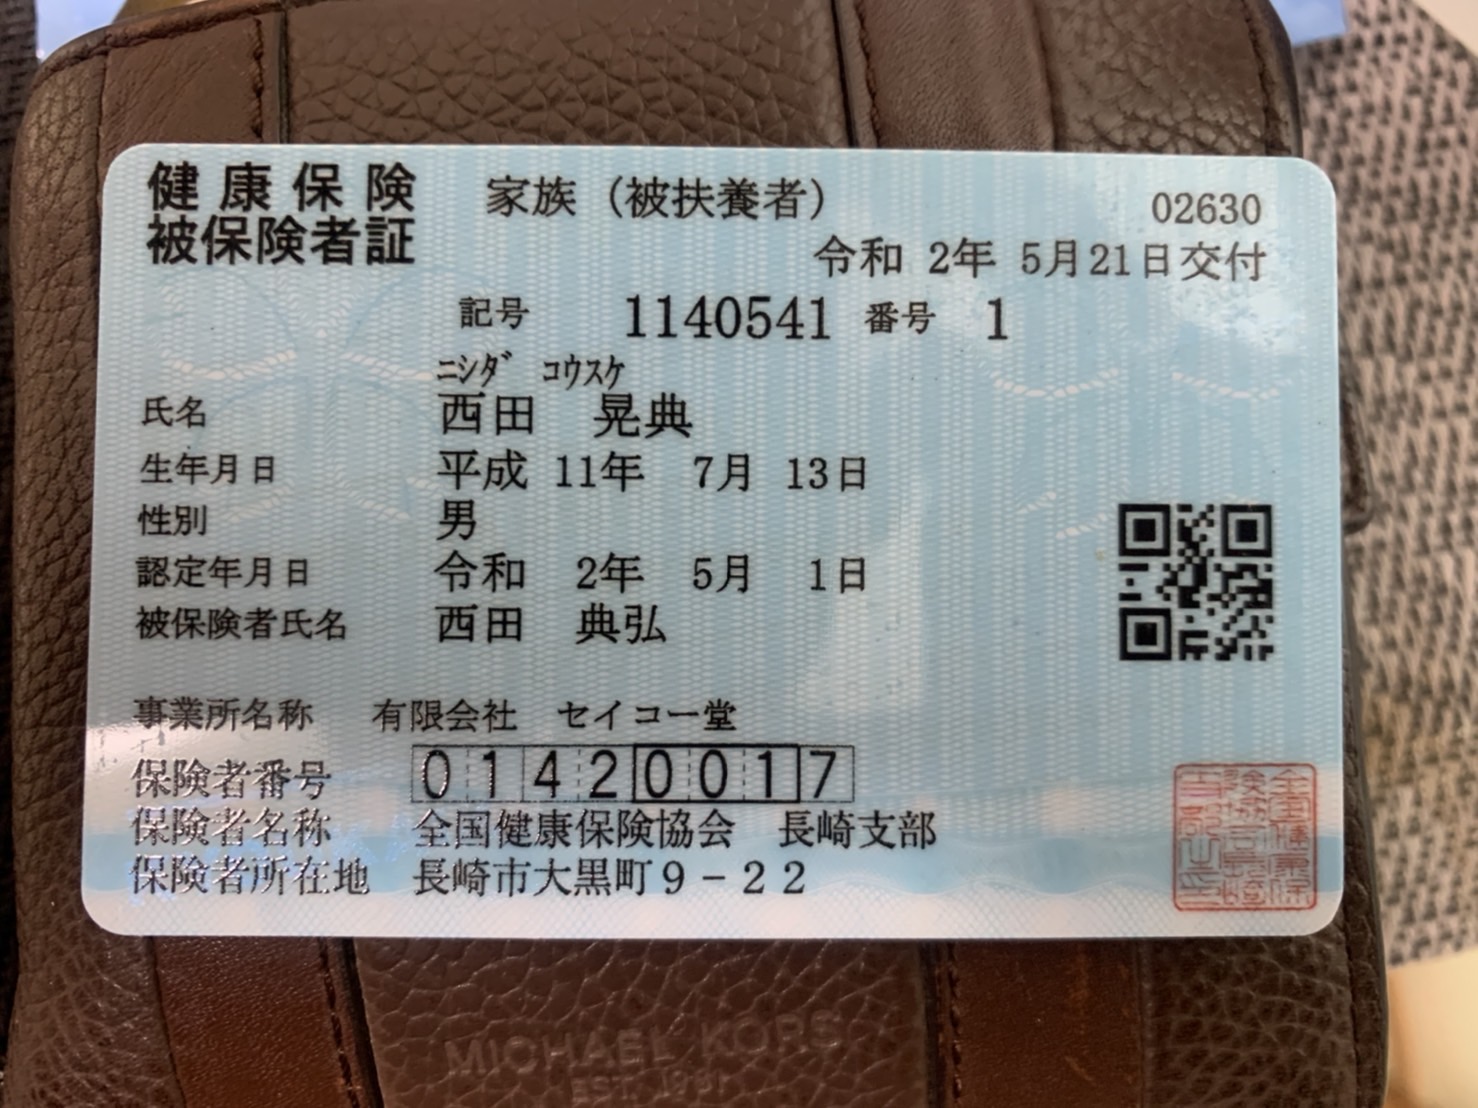 健康保険 家族（被扶養者） 02630
被保険者証 令和 2年 5月21日交付
記号 1140541 番号 1
ﾆｼﾀﾞ ｺｳｽｹ
氏名 西田 晃典
生年月日 平成 11年 7月 13日
性別 男
認定年月日 令和 2年 5月 1日
被保険者氏名 西田 典弘
事業所名称 有限会社 セイコー堂
保険者番号 01420017
保険者名称 全国健康保険協会 長崎支部
保険者所在地 長崎市大黒町９－２２
MICHAEL KORS